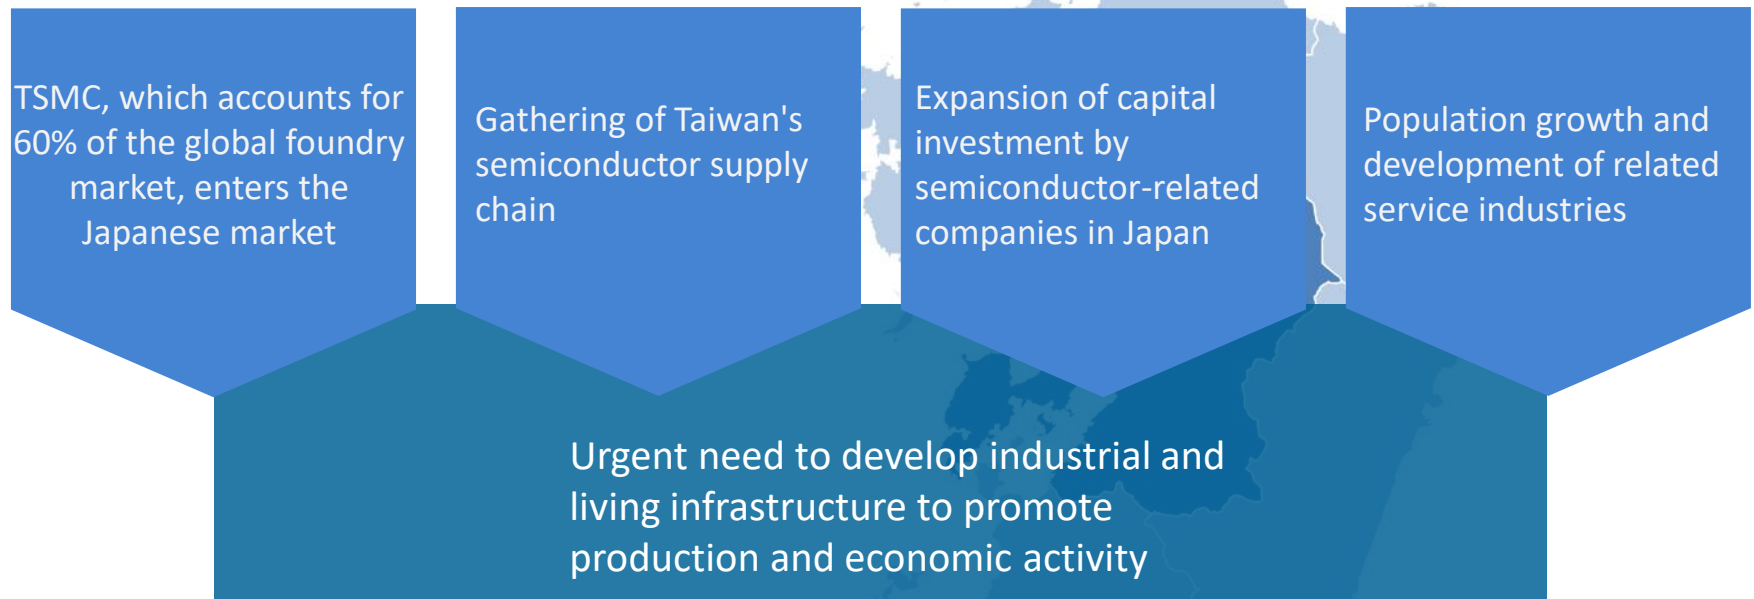 TSMC, which accounts for
60% of the global foundry
market, enters the
Japanese market
Gathering of Taiwan's
semiconductor supply
chain
Expansion of capital
investment by
semiconductor-related
companies in Japan
Population growth and
development of related
service industries
Urgent need to develop industrial and
living infrastructure to promote
production and economic activity